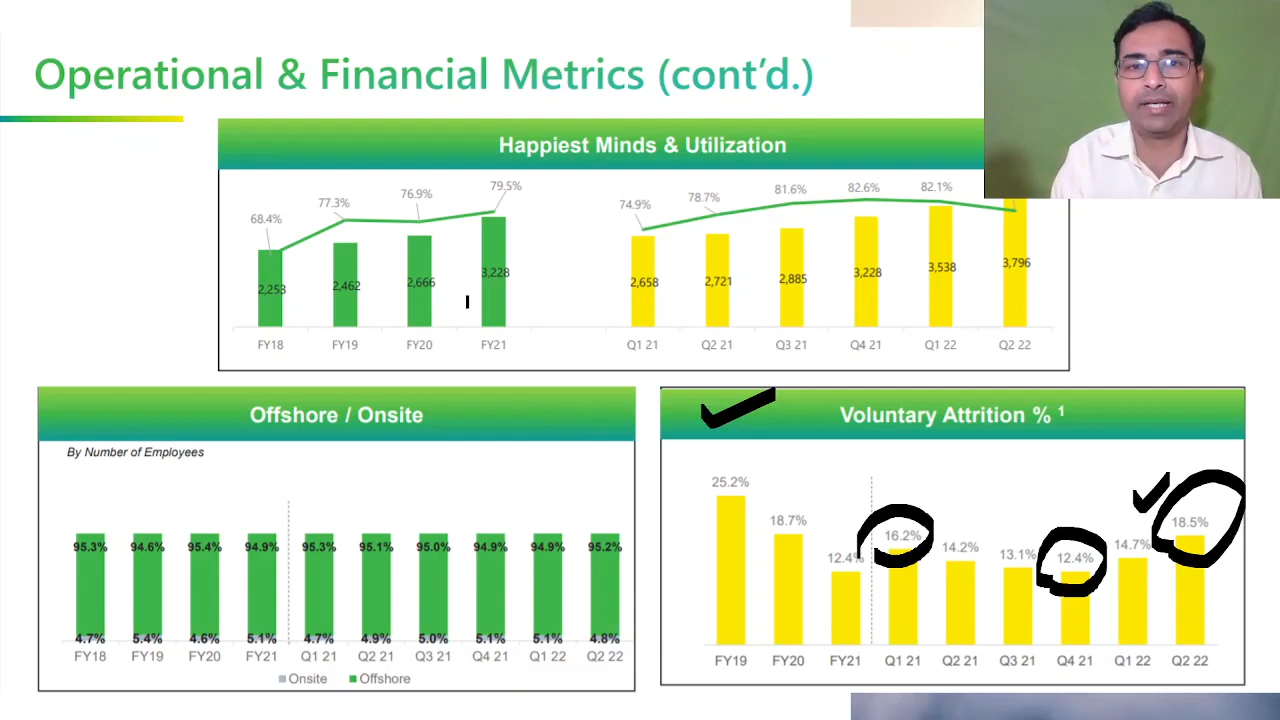 Operational & Financial Metrics (cont’d.)
Happiest Minds & Utilization
68.4% 77.3% 76.9% 79.5% 74.9% 78.7% 81.6% 82.6% 82.1%
2,253 2,462 2,666 3,228 2,658 2,721 2,885 3,228 3,538 3,796
FY18 FY19 FY20 FY21 Q1 21 Q2 21 Q3 21 Q4 21 Q1 22 Q2 22
Offshore / Onsite
By Number of Employees
95.3% 94.6% 95.4% 94.9% 95.3% 95.1% 95.0% 94.9% 94.9% 95.2%
4.7% 5.4% 4.6% 5.1% 4.7% 4.9% 5.0% 5.1% 5.1% 4.8%
FY18 FY19 FY20 FY21 Q1 21 Q2 21 Q3 21 Q4 21 Q1 22 Q2 22
Onsite Offshore
Voluntary Attrition % ¹
25.2% 18.7% 12.4% 16.2% 14.2% 13.1% 12.4% 14.7% 18.5%
FY19 FY20 FY21 Q1 21 Q2 21 Q3 21 Q4 21 Q1 22 Q2 22